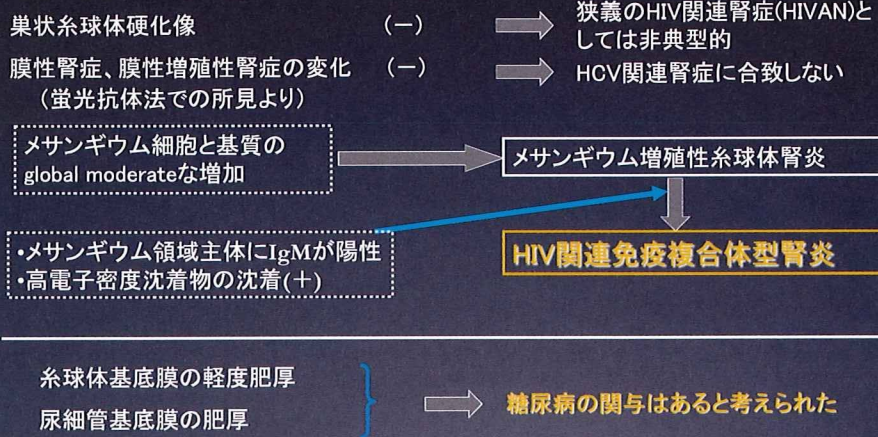 巣状糸球体硬化像 (−) 狭義のHIV関連腎症(HIVAN)と
しては非典型的
膜性腎症、膜性増殖性腎症の変化 (−) HCV関連腎症に合致しない
(蛍光抗体法での所見より)
メサンギウム細胞と基質の
global moderateな増加
メサンギウム増殖性糸球体腎炎
•メサンギウム領域主体にIgMが陽性
•高電子密度沈着物の沈着(+)
HIV関連免疫複合体型腎炎
糸球体基底膜の軽度肥厚
尿細管基底膜の肥厚
糖尿病の関与はあると考えられた